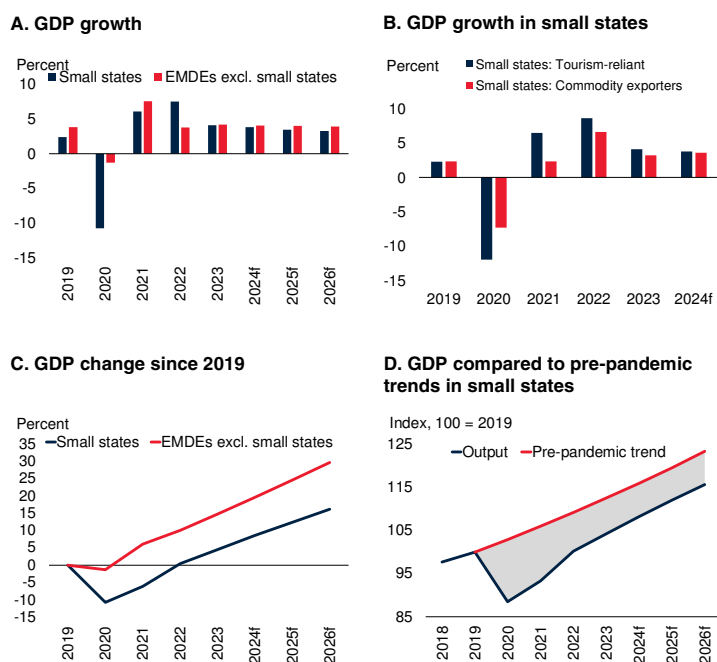 A. GDP growth
Percent
Small states EMDEs excl. small states
10
5
0
-5
-10
-15
2019
2020
2021
2022
2023
2024f
2025f
2026f
B. GDP growth in small states
Percent
Small states: Tourism-reliant
Small states: Commodity exporters
10
5
0
-5
-10
-15
2019 2020 2021 2022 2023 2024f
C. GDP change since 2019
Percent
Small states EMDEs excl. small states
35
30
25
20
15
10
5
0
-5
-10
-15
2019
2020
2021
2022
2023
2024f
2025f
2026f
D. GDP compared to pre-pandemic
trends in small states
Index, 100 = 2019
Output Pre-pandemic trend
125
115
105
95
85
2018
2019
2020
2021
2022
2023
2024f
2025f
2026f